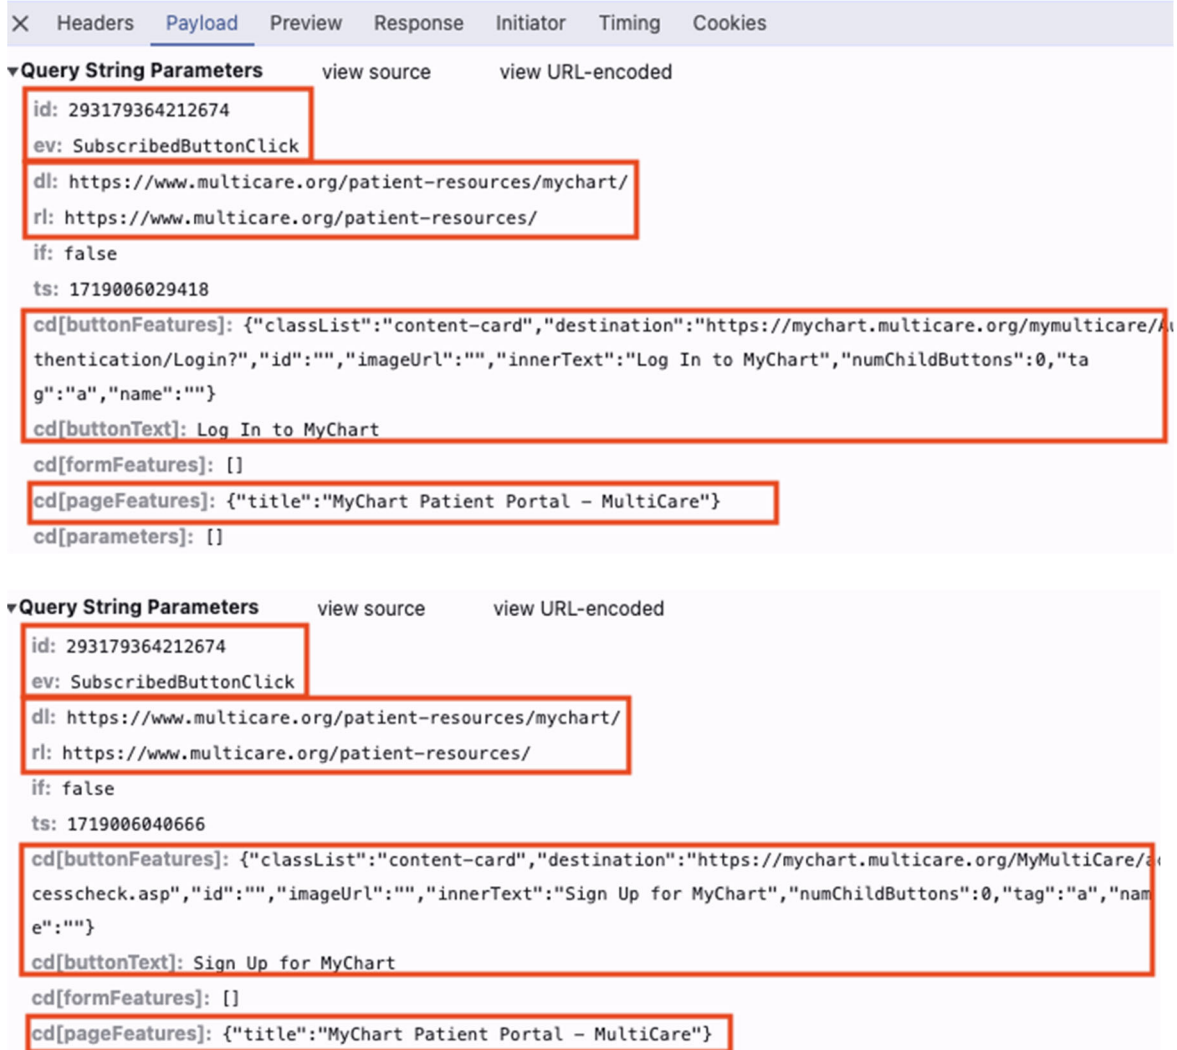 Headers Payload Preview Response Initiator Timing Cookies
Query String Parameters view source view URL-encoded
id: 293179364212674
ev: SubscribedButtonClick
dl: https://www.multicare.org/patient-resources/mychart/
rl: https://www.multicare.org/patient-resources/
if: false
ts: 1719006029418
cd[buttonFeatures]: {"classList":"content-card","destination":"https://mychart.multicare.org/mymulticare/Au
thentication/Login?","id":"","imageUrl":"","innerText":"Log In to MyChart","numChildButtons":0,"ta
g":"a","name":""}
cd[buttonText]: Log In to MyChart
cd[formFeatures]: []
cd[pageFeatures]: {"title":"MyChart Patient Portal – MultiCare"}
cd[parameters]: []
Query String Parameters view source view URL-encoded
id: 293179364212674
ev: SubscribedButtonClick
dl: https://www.multicare.org/patient-resources/mychart/
rl: https://www.multicare.org/patient-resources/
if: false
ts: 1719006040666
cd[buttonFeatures]: {"classList":"content-card","destination":"https://mychart.multicare.org/MyMultiCare/ac
cesscheck.asp","id":"","imageUrl":"","innerText":"Sign Up for MyChart","numChildButtons":0,"tag":"a","nam
e":""}
cd[buttonText]: Sign Up for MyChart
cd[formFeatures]: []
cd[pageFeatures]: {"title":"MyChart Patient Portal – MultiCare"}